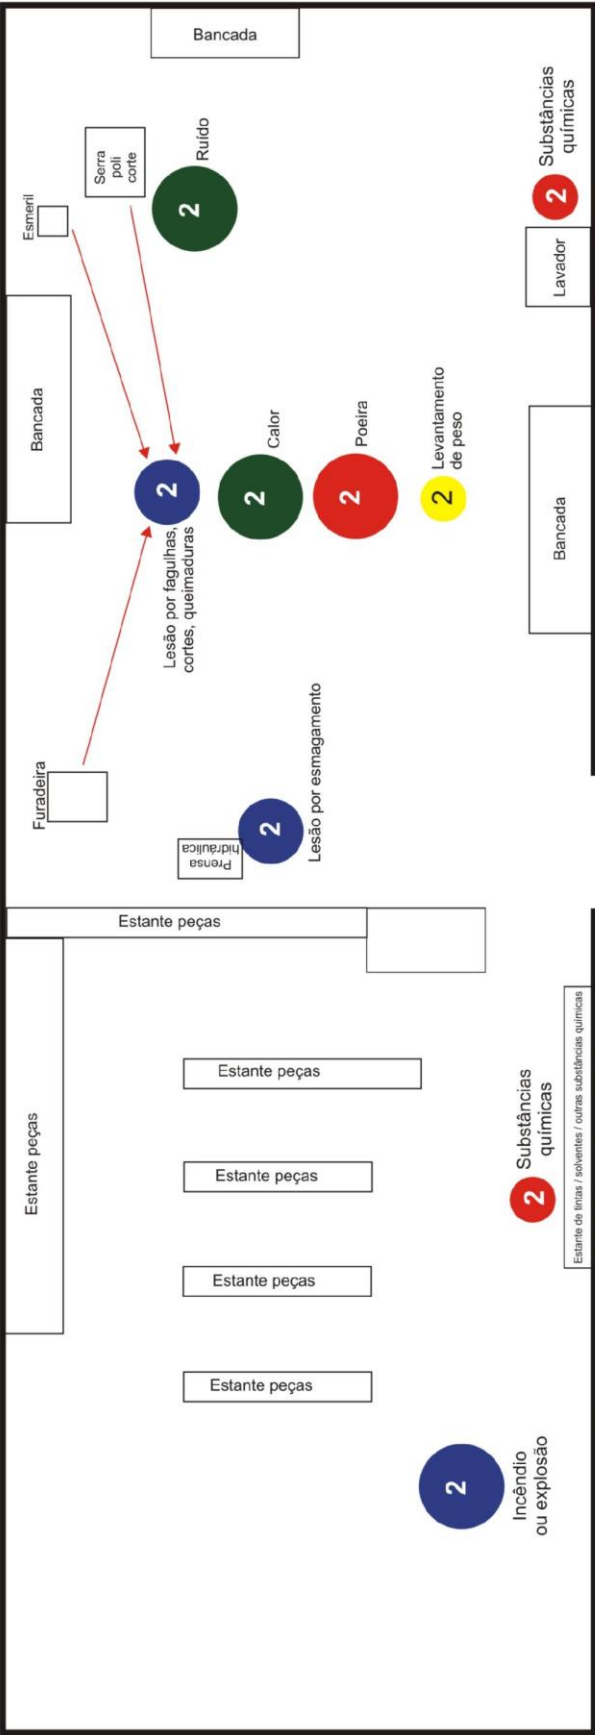 Bancada
Serra
poli
corte
Esmeril
2
Ruído
2
Substâncias
químicas
Lavador
Bancada
2
Lesão por fagulhas,
cortes, queimaduras
2
Calor
2
Poeira
2
Levantamento
de peso
Bancada
Furadeira
Prensa
hidráulica
2
Lesão por esmagamento
Estante peças
Estante peças
Estante peças
Estante peças
Estante peças
Estante peças
2
Substâncias
químicas
Estante de tintas / solventes / outras substâncias químicas
2
Incêndio
ou explosão